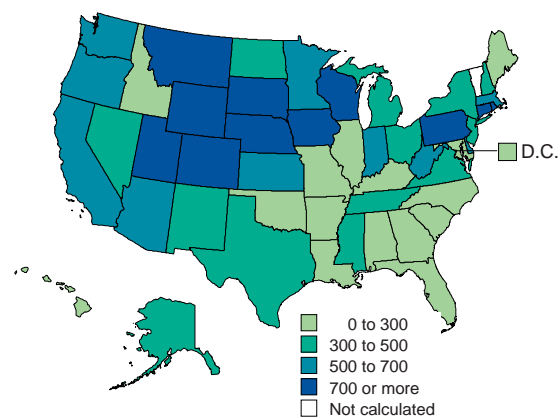 D.C.
0 to 300
300 to 500
500 to 700
700 or more
Not calculated